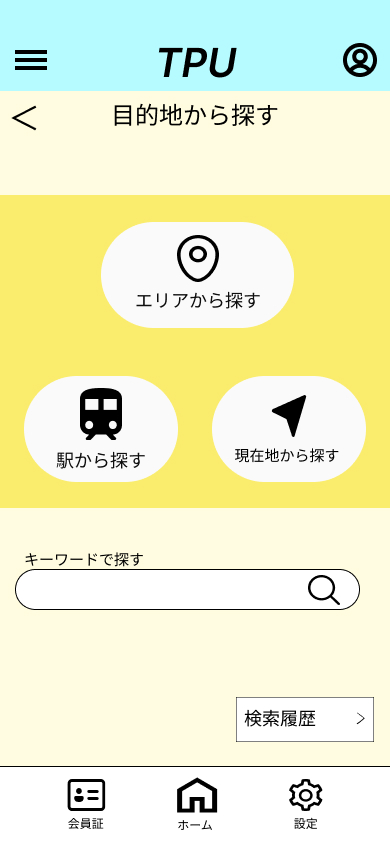 TPU
目的地から探す
エリアから探す
駅から探す
現在地から探す
キーワードで探す
検索履歴
会員証
ホーム
設定